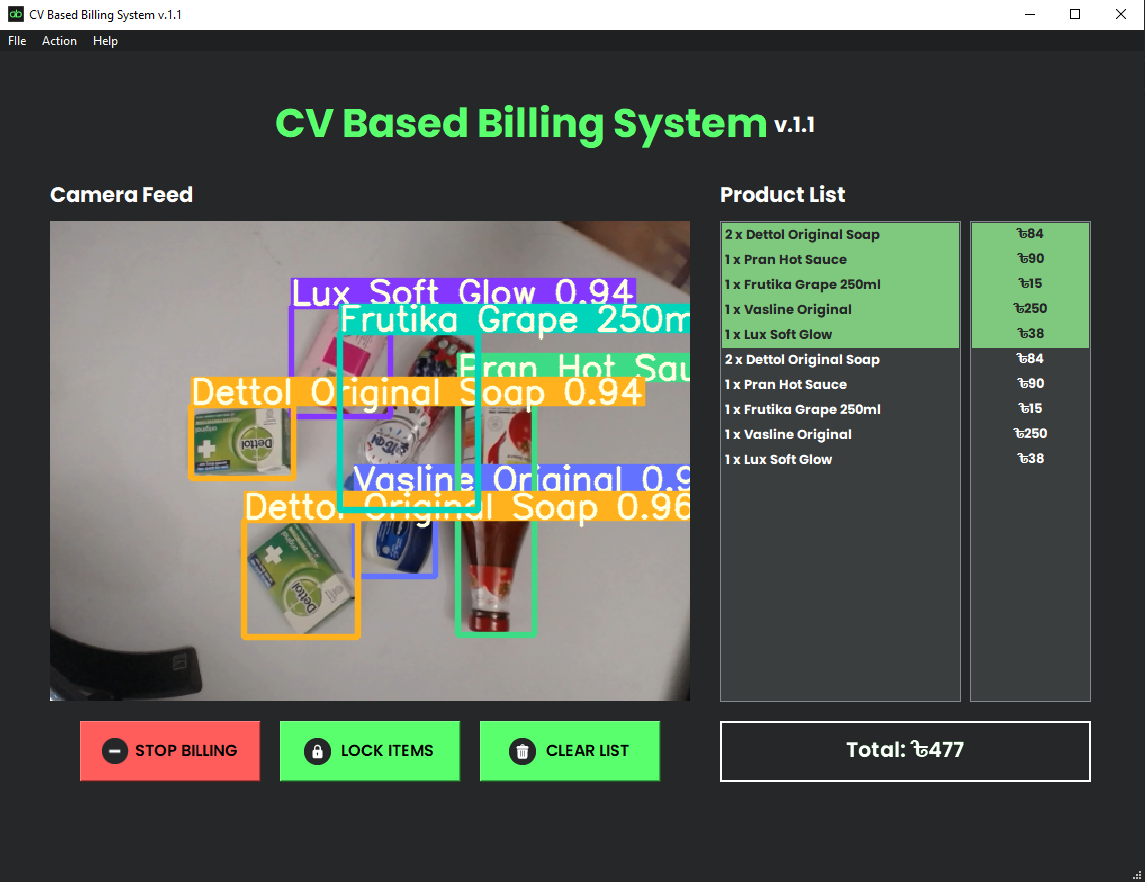 CV Based Billing System v.1.1
FIle Action Help
CV Based Billing System v.1.1
Camera Feed
Lux Soft Glow 0.94
Frutika Grape 250m
Pran Hot Sau
Dettol Original Soap 0.94
Dettol
Vasline Original 0.9
Dettol Original Soap 0.96
Dettol
STOP BILLING
LOCK ITEMS
CLEAR LIST
Product List
2 x Dettol Original Soap ৳84
1 x Pran Hot Sauce ৳90
1 x Frutika Grape 250ml ৳15
1 x Vasline Original ৳250
1 x Lux Soft Glow ৳38
2 x Dettol Original Soap ৳84
1 x Pran Hot Sauce ৳90
1 x Frutika Grape 250ml ৳15
1 x Vasline Original ৳250
1 x Lux Soft Glow ৳38
Total: ৳477